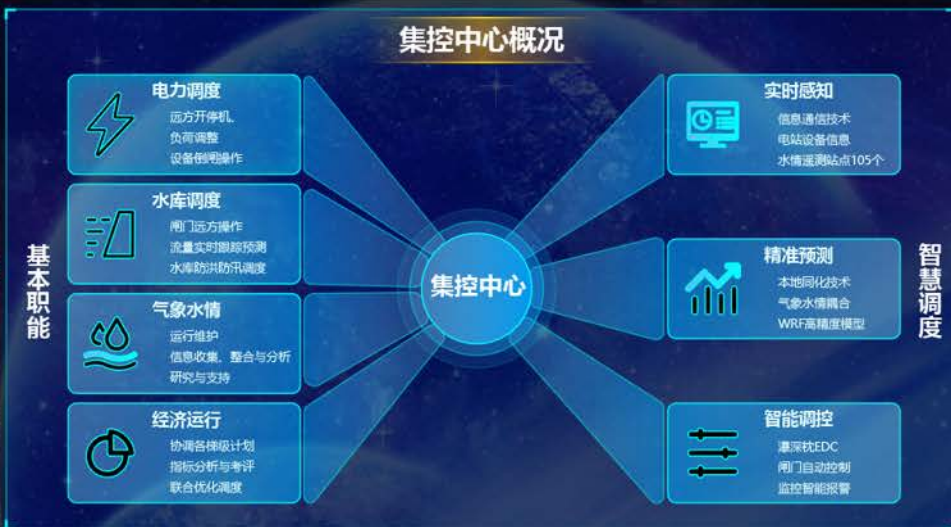 集控中心概况
基本职能
电力调度
远方开停机、
负荷调整
设备倒闸操作
水库调度
闸门远方操作
流量实时跟踪预测
水库防洪防汛调度
气象水情
运行维护
信息收集、整合与分析
研究与支持
经济运行
协调各梯级计划
指标分析与考评
联合优化调度
集控中心
智慧调度
实时感知
信息通信技术
电站设备信息
水情遥测站点105个
精准预测
本地同化技术
气象水情耦合
WRF高精度模型
智能调控
瀑深枕EDC
闸门自动控制
监控智能报警